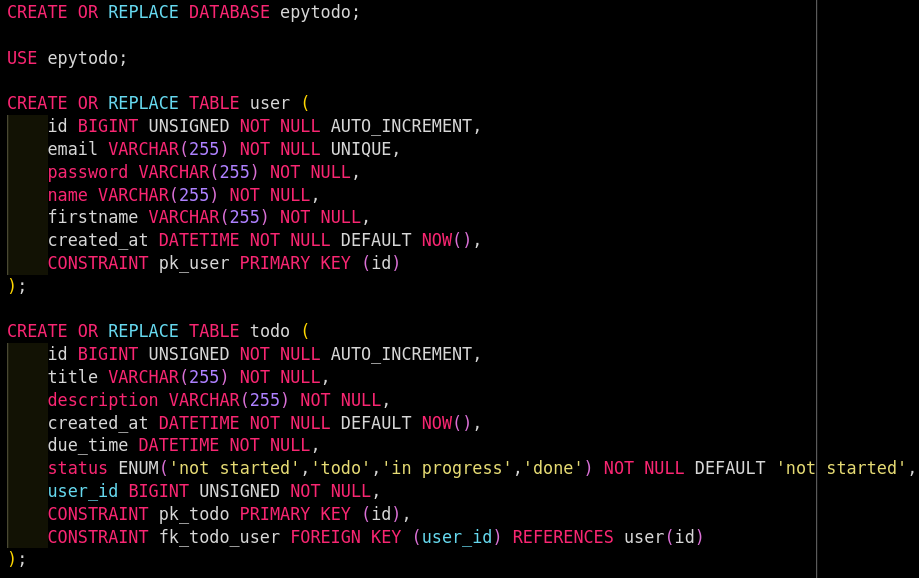 CREATE OR REPLACE DATABASE epytodo;
USE epytodo;
CREATE OR REPLACE TABLE user (
id BIGINT UNSIGNED NOT NULL AUTO_INCREMENT,
email VARCHAR(255) NOT NULL UNIQUE,
password VARCHAR(255) NOT NULL,
name VARCHAR(255) NOT NULL,
firstname VARCHAR(255) NOT NULL,
created_at DATETIME NOT NULL DEFAULT NOW(),
CONSTRAINT pk_user PRIMARY KEY (id)
);
CREATE OR REPLACE TABLE todo (
id BIGINT UNSIGNED NOT NULL AUTO_INCREMENT,
title VARCHAR(255) NOT NULL,
description VARCHAR(255) NOT NULL,
created_at DATETIME NOT NULL DEFAULT NOW(),
due_time DATETIME NOT NULL,
status ENUM('not started','todo','in progress','done') NOT NULL DEFAULT 'not started',
user_id BIGINT UNSIGNED NOT NULL,
CONSTRAINT pk_todo PRIMARY KEY (id),
CONSTRAINT fk_todo_user FOREIGN KEY (user_id) REFERENCES user(id)
);